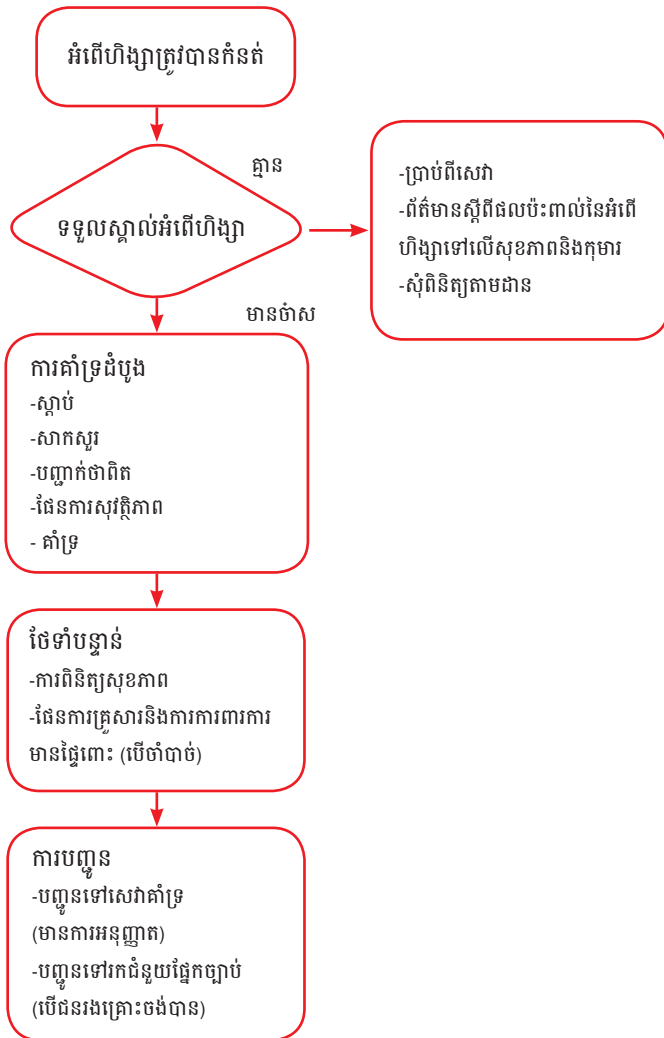 អំពើហិង្សាត្រូវបានកំនត់
គ្មាន
ទទួលស្គាល់អំពើហិង្សា
-ប្រាប់ពីសេវា
-ព័ត៌មានស្ដីពីផលប៉ះពាល់នៃអំពើ
ហិង្សាទៅលើសុខភាពនិងកុមារ
-សុំពិនិត្យតាមដាន
មានច៎ាស
ការគាំទ្រដំបូង
-ស្ដាប់
-សាកសួរ
-បញ្ជាក់ថាពិត
-ផែនការសុវត្ថិភាព
- គាំទ្រ
ថែទាំបន្ទាន់
-ការពិនិត្យសុខភាព
-ផែនការគ្រួសារនិងការការពារការ
មានផ្ទៃពោះ (បើចាំបាច់)
ការបញ្ជូន
-បញ្ជូនទៅសេវាគាំទ្រ
(មានការអនុញ្ញាត)
-បញ្ជូនទៅរកជំនួយផ្នែកច្បាប់
(បើជនរងគ្រោះចង់បាន)